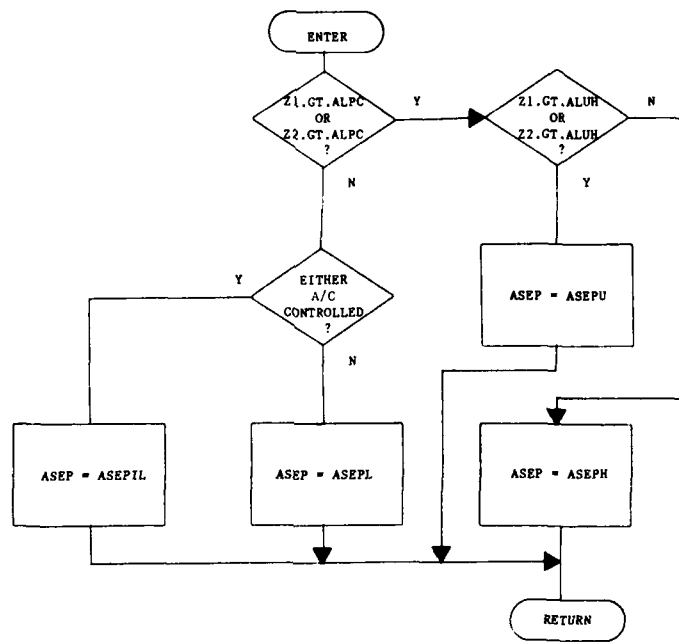 ENTER
Z1.GT.ALPC
OR
Z2.GT.ALPC
?
Y
N
Z1.GT.ALUH
OR
Z2.GT.ALUH
?
N
Y
EITHER
A/C
CONTROLLED
?
Y
N
ASEP = ASEPU
ASEP = ASEPIL
ASEP = ASEPL
ASEP = ASEPH
RETURN